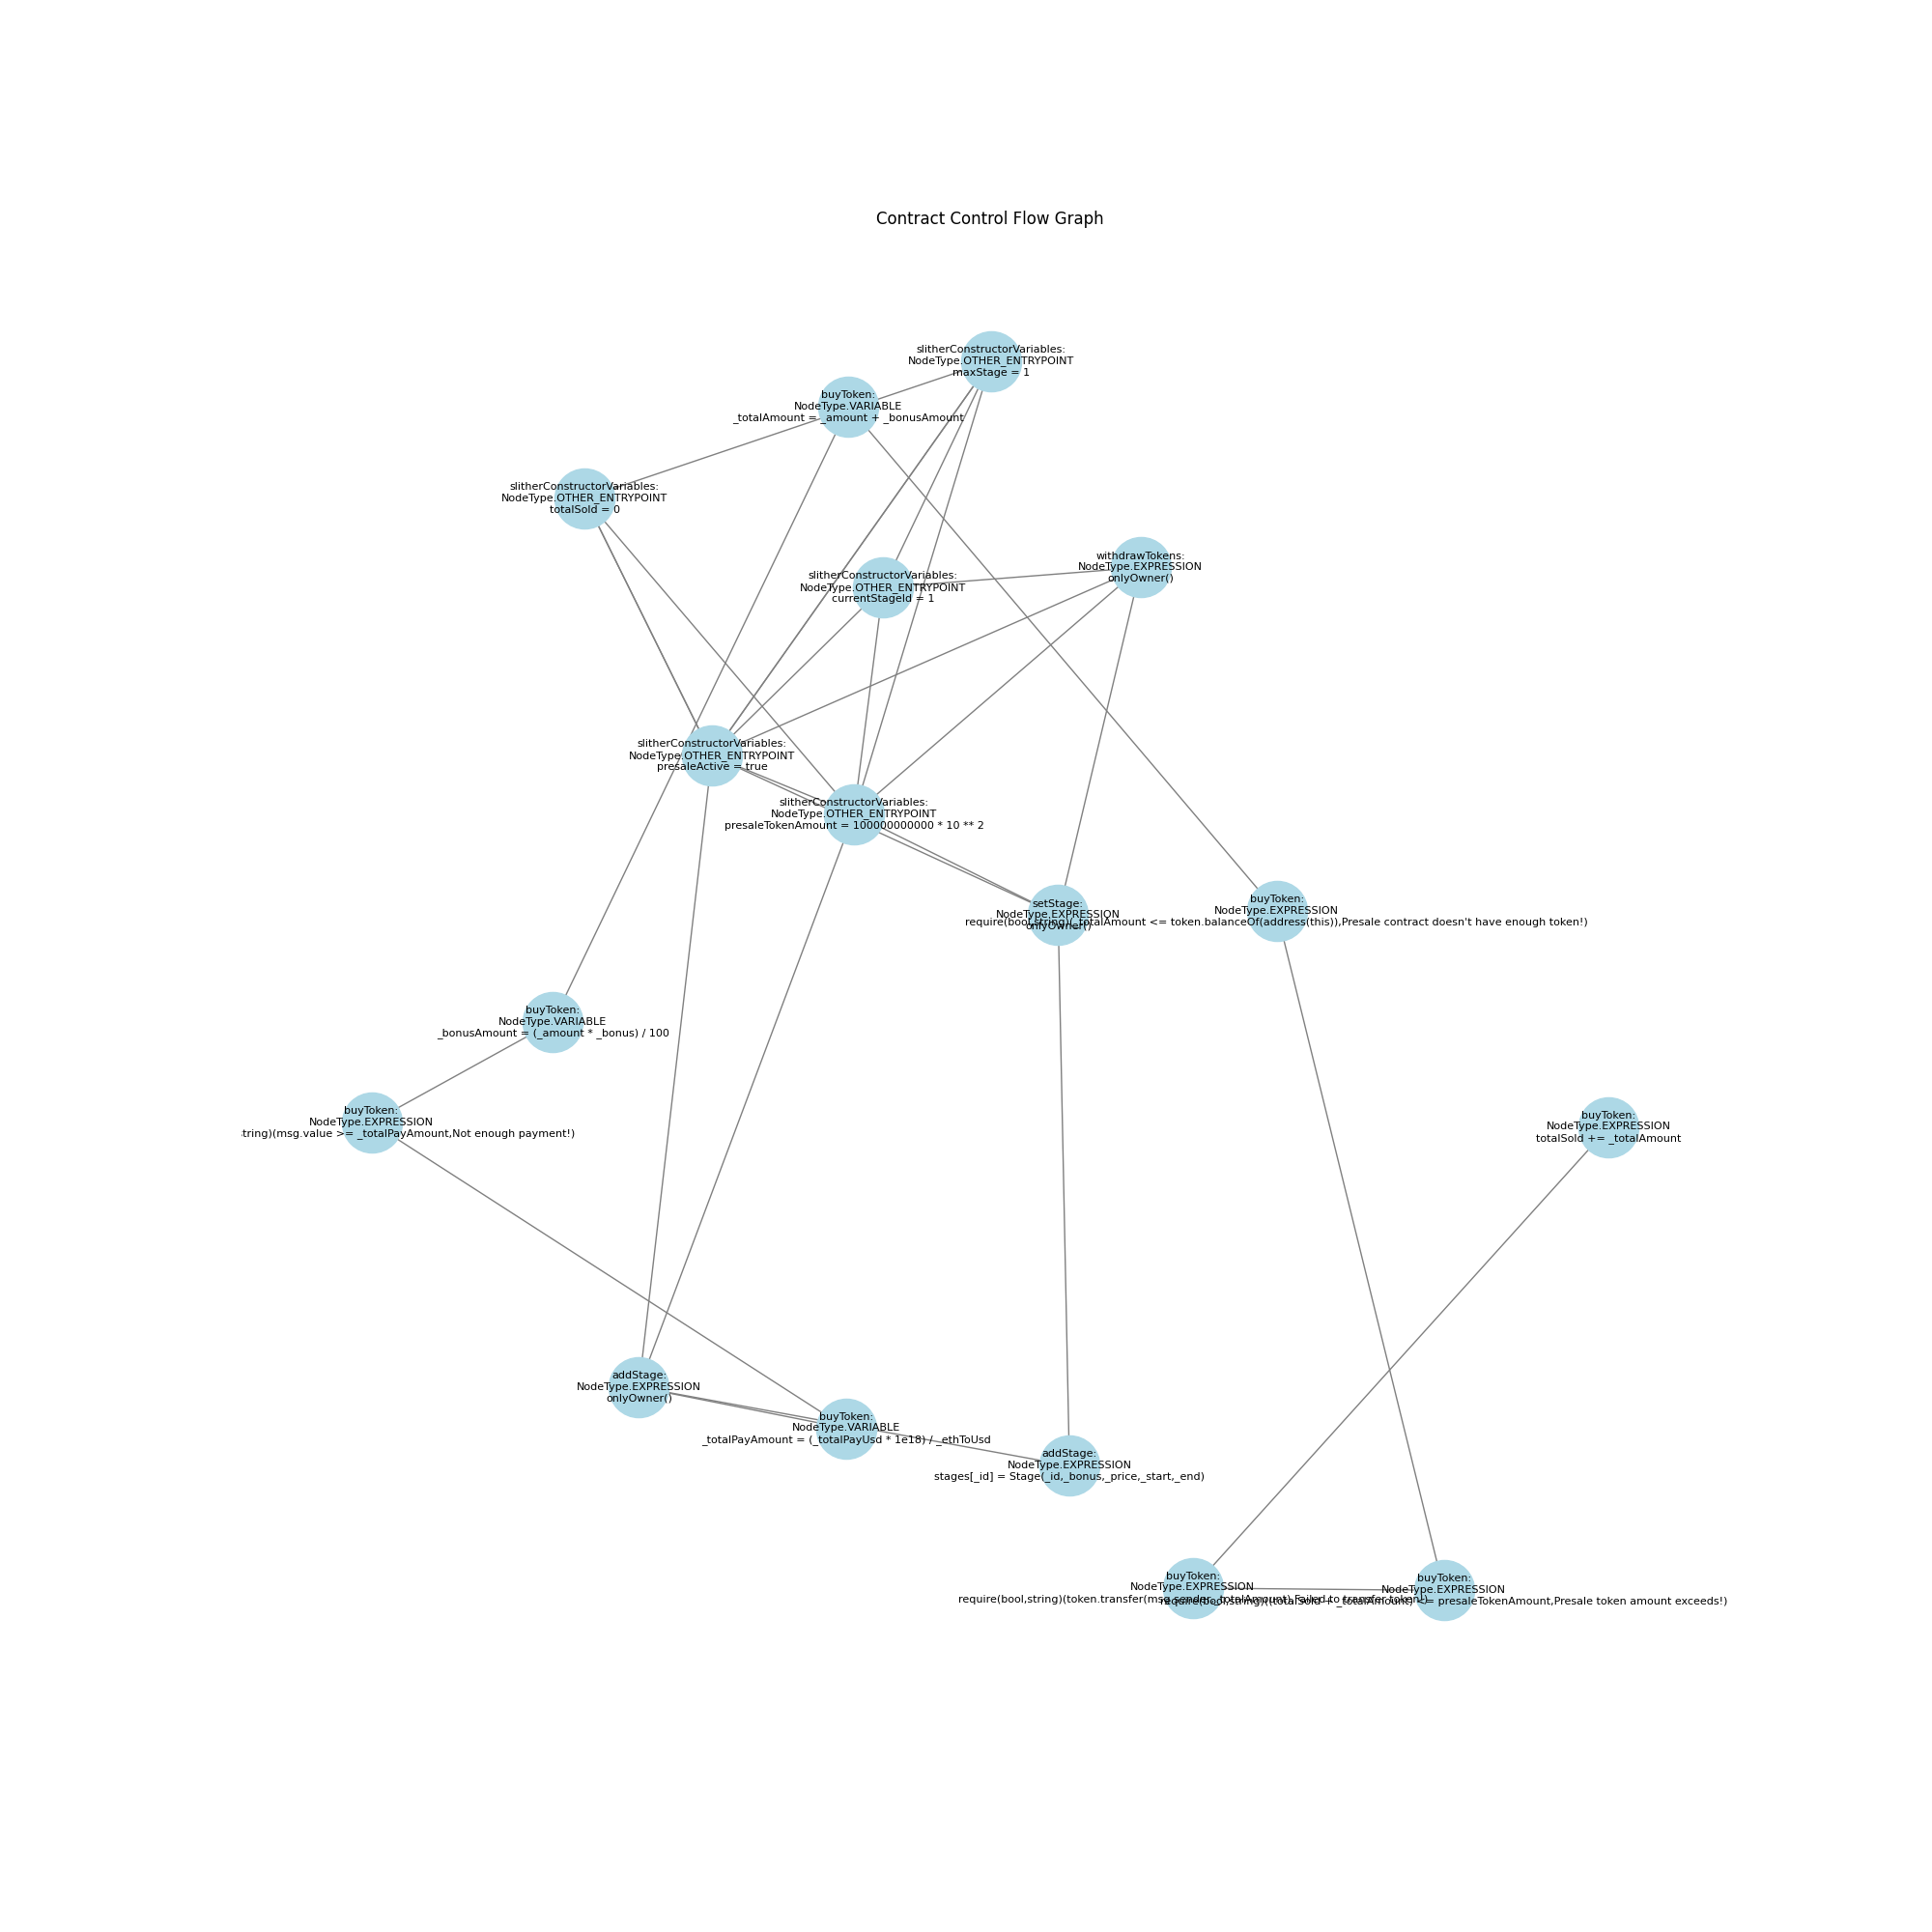 Contract Control Flow Graph
slitherConstructorVariables:
NodeType.OTHER_ENTRYPOINT
maxStage = 1
buyToken:
NodeType.VARIABLE
_totalAmount = _amount + _bonusAmount
slitherConstructorVariables:
NodeType.OTHER_ENTRYPOINT
totalSold = 0
withdrawTokens:
NodeType.EXPRESSION
onlyOwner()
slitherConstructorVariables:
NodeType.OTHER_ENTRYPOINT
currentStageId = 1
slitherConstructorVariables:
NodeType.OTHER_ENTRYPOINT
presaleActive = true
slitherConstructorVariables:
NodeType.OTHER_ENTRYPOINT
presaleTokenAmount = 100000000000 * 10 ** 2
setStage:
NodeType.EXPRESSION
onlyOwner()
buyToken:
NodeType.EXPRESSION
require(bool,string)(_totalAmount <= token.balanceOf(address(this)),Presale contract doesn't have enough token!)
buyToken:
NodeType.VARIABLE
_bonusAmount = (_amount * _bonus) / 100
buyToken:
NodeType.EXPRESSION
tring)(msg.value >= _totalPayAmount,Not enough payment!)
buyToken:
NodeType.EXPRESSION
totalSold += _totalAmount
addStage:
NodeType.EXPRESSION
onlyOwner()
buyToken:
NodeType.VARIABLE
_totalPayAmount = (_totalPayUsd * 1e18) / _ethToUsd
addStage:
NodeType.EXPRESSION
stages[_id] = Stage(_id,_bonus,_price,_start,_end)
buyToken:
NodeType.EXPRESSION
require(bool,string)(token.transfer(msg.sender,_totalAmount),Failed to transfer token!)
buyToken:
NodeType.EXPRESSION
require(bool,string)((totalSold + _totalAmount) <= presaleTokenAmount,Presale token amount exceeds!)